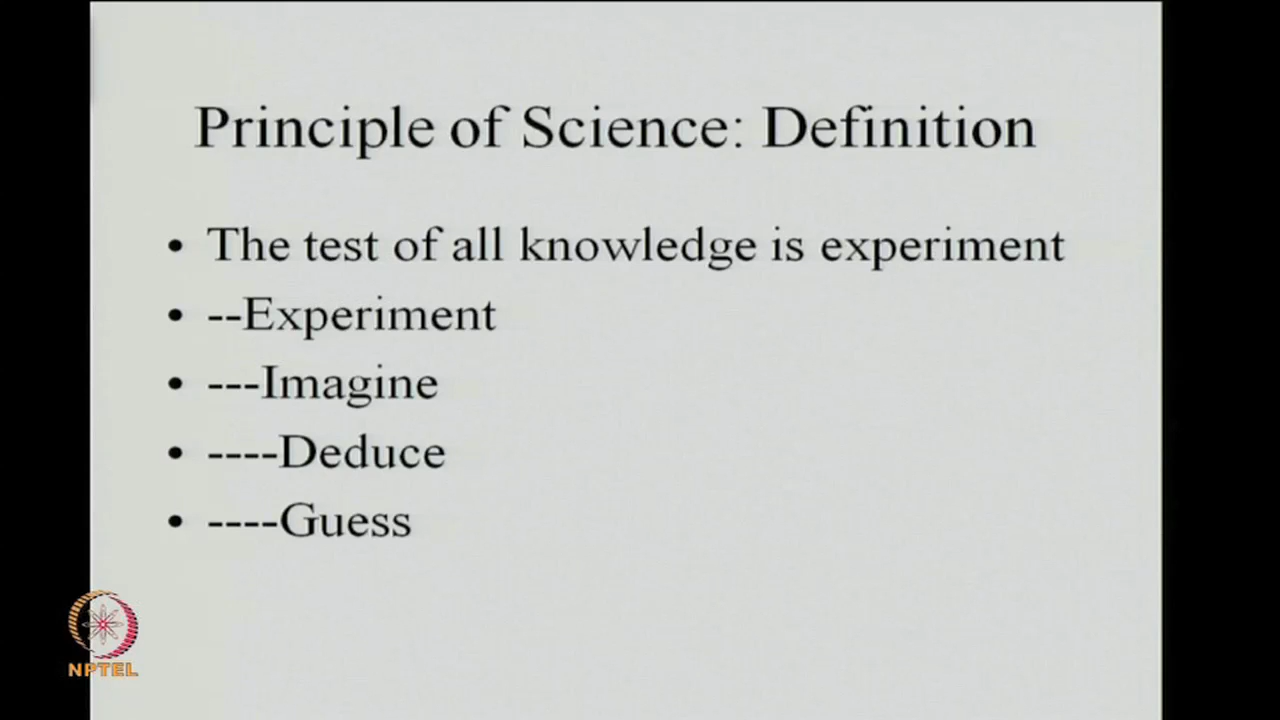 Principle of Science: Definition
• The test of all knowledge is experiment
• --Experiment
• ---Imagine
• ----Deduce
• ----Guess
NPTEL